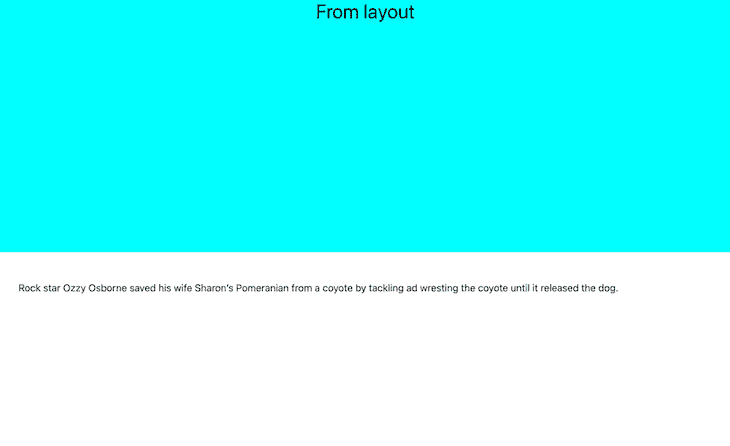 From layout
Rock star Ozzy Osborne saved his wife Sharon's Pomeranian from a coyote by tackling ad wresting the coyote until it released the dog.